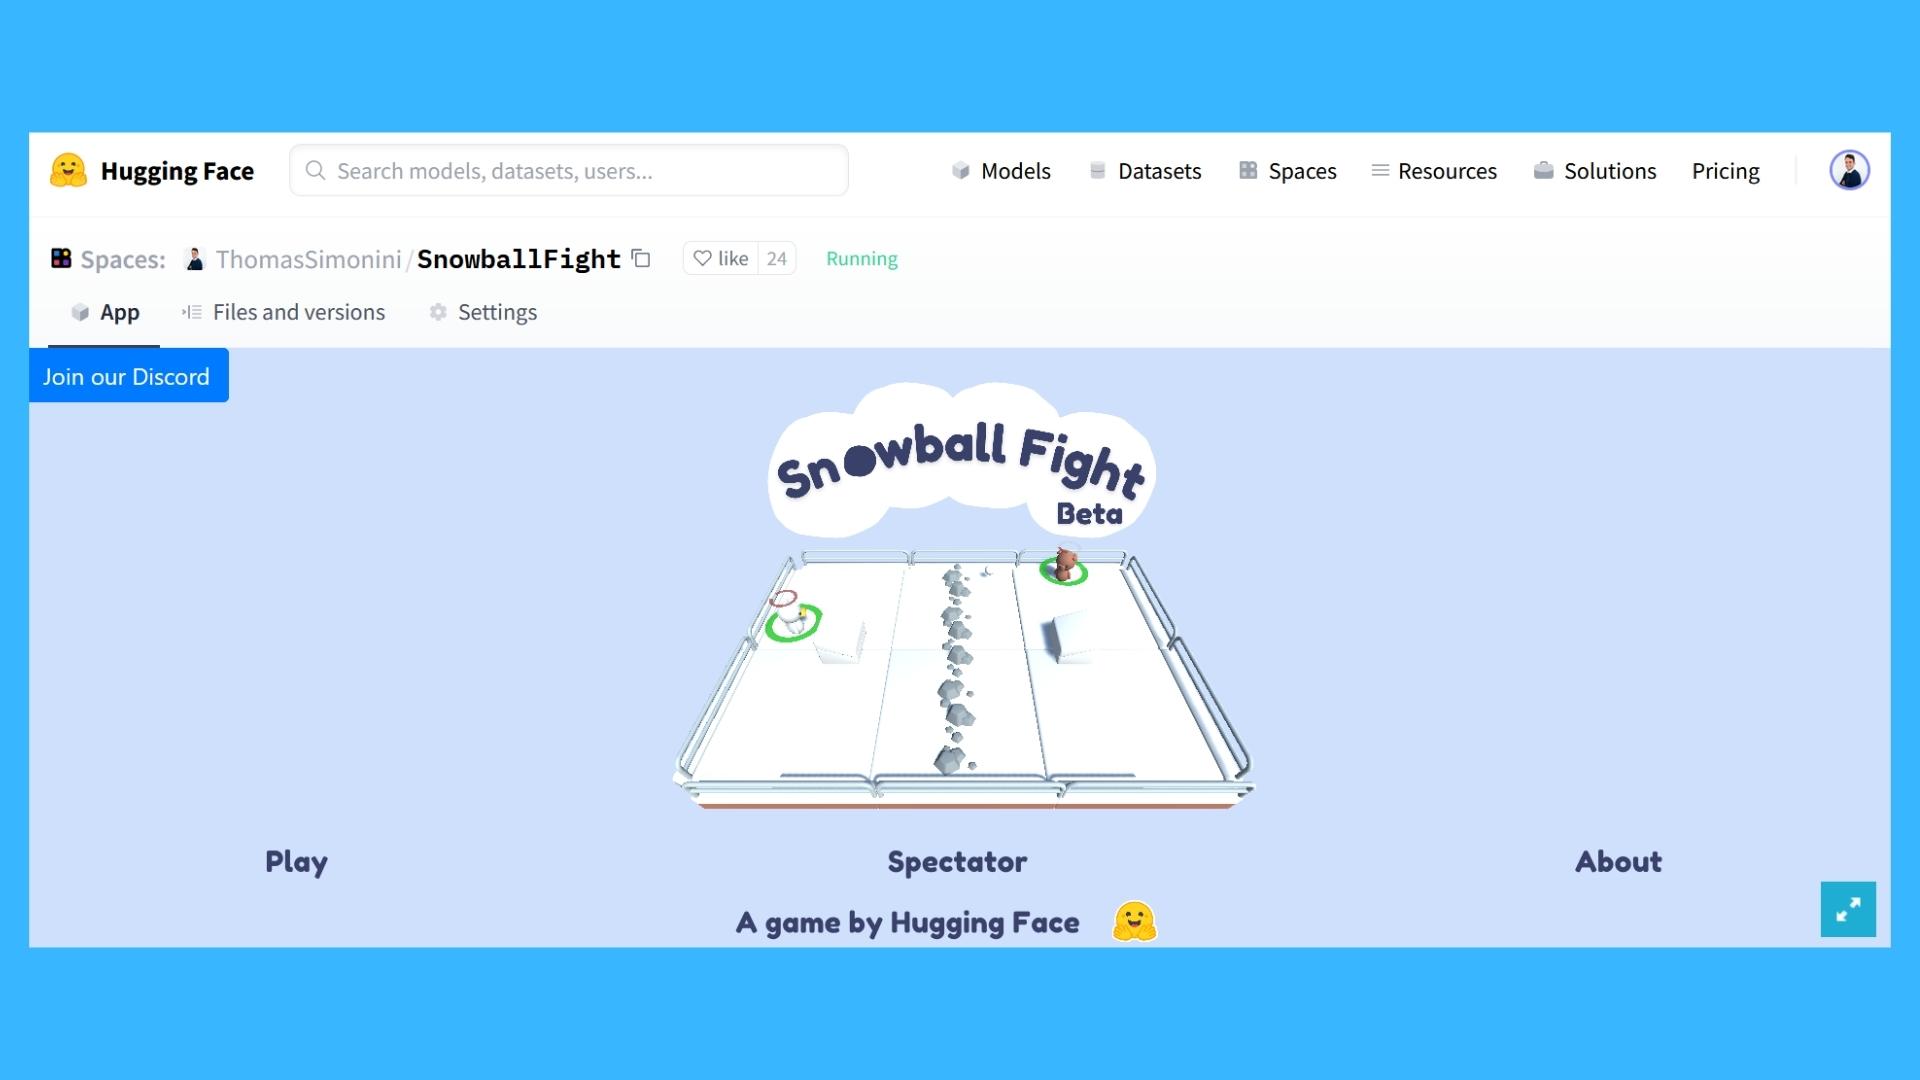 Hugging Face
Search models, datasets, users...
Models
Datasets
Spaces
Resources
Solutions
Pricing
Spaces: ThomasSimonini/SnowballFight
like 24
Running
App
Files and versions
Settings
Join our Discord
Snowball Fight
Beta
Play
Spectator
About
A game by Hugging Face